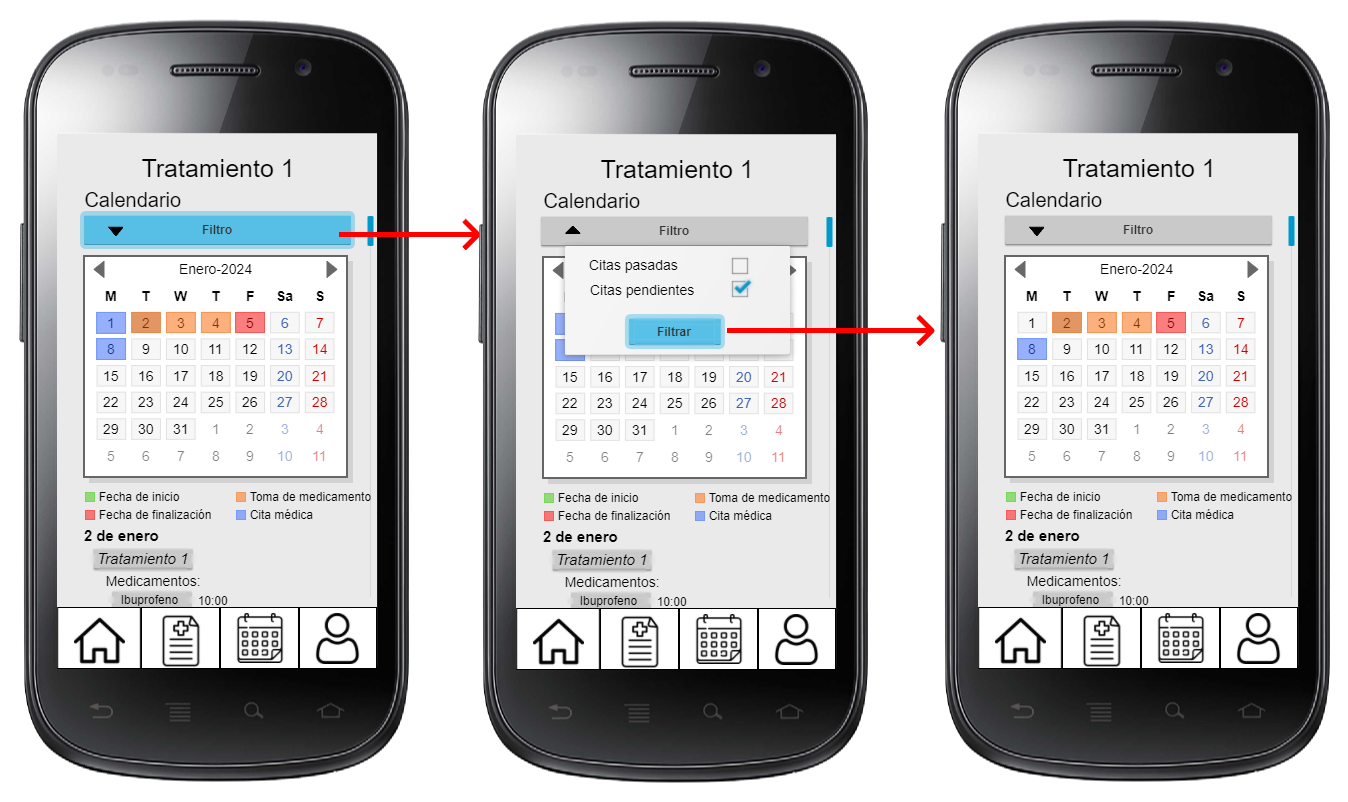 Tratamiento 1
Calendario
Filtro
Enero-2024
M T W T F Sa S
1 2 3 4 5 6 7
8 9 10 11 12 13 14
15 16 17 18 19 20 21
22 23 24 25 26 27 28
29 30 31 1 2 3 4
5 6 7 8 9 10 11
Fecha de inicio Toma de medicamento
Fecha de finalización Cita médica
2 de enero
Tratamiento 1
Medicamentos:
Ibuprofeno 10:00
Tratamiento 1
Calendario
Filtro
Citas pasadas
Citas pendientes
Filtrar
15 16 17 18 19 20 21
22 23 24 25 26 27 28
29 30 31 1 2 3 4
5 6 7 8 9 10 11
Fecha de inicio Toma de medicamento
Fecha de finalización Cita médica
2 de enero
Tratamiento 1
Medicamentos:
Ibuprofeno 10:00
Tratamiento 1
Calendario
Filtro
Enero-2024
M T W T F Sa S
1 2 3 4 5 6 7
8 9 10 11 12 13 14
15 16 17 18 19 20 21
22 23 24 25 26 27 28
29 30 31 1 2 3 4
5 6 7 8 9 10 11
Fecha de inicio Toma de medicamento
Fecha de finalización Cita médica
2 de enero
Tratamiento 1
Medicamentos:
Ibuprofeno 10:00